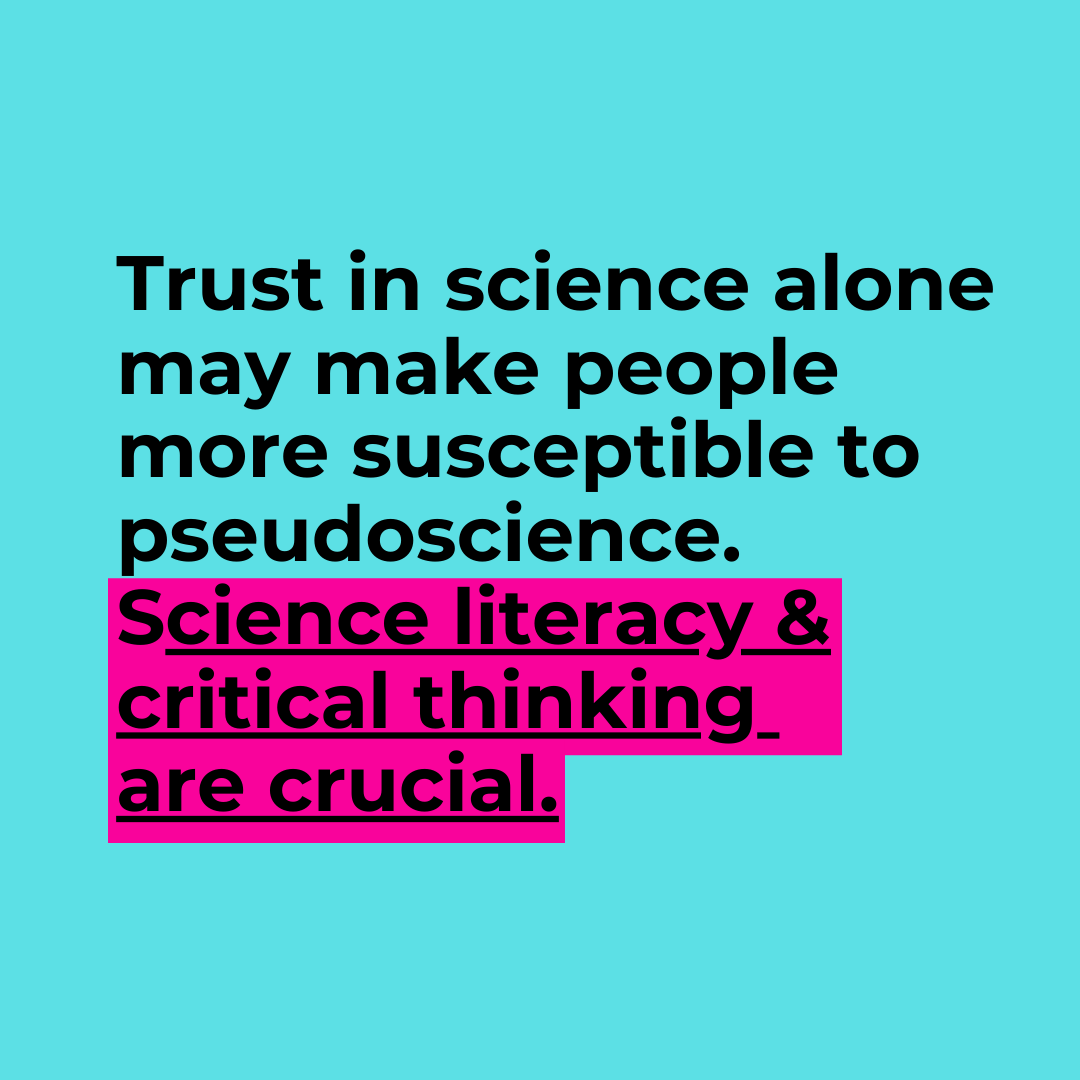 Trust in science alone
may make people
more susceptible to
pseudoscience.
Science literacy &
critical thinking
are crucial.